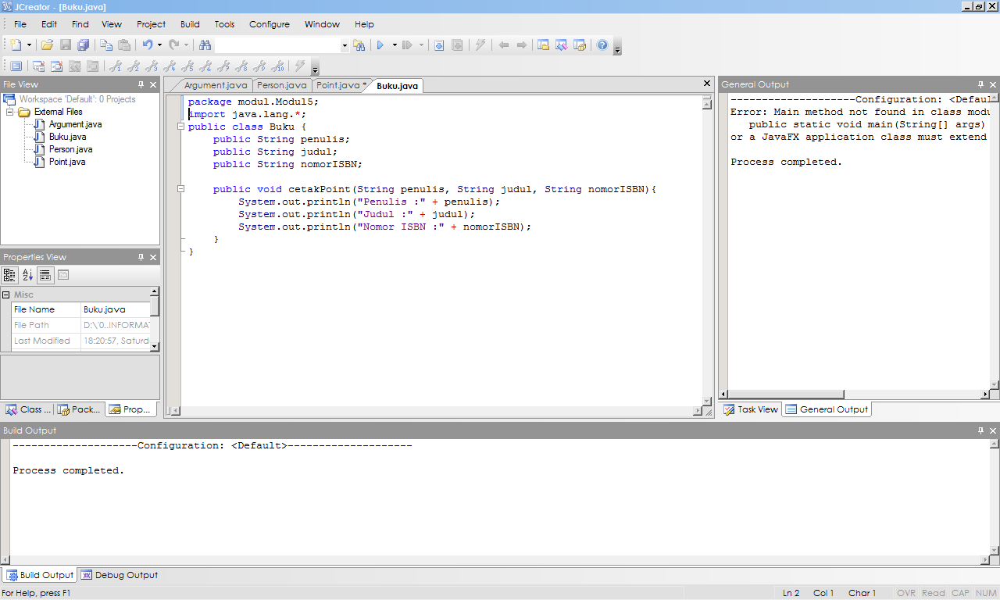 JCreator - [Buku.java]
File Edit Find View Project Build Tools Configure Window Help
File View
Workspace 'Default': 0 Projects
External Files
Argument.java
Buku.java
Person.java
Point.java
Properties View
Misc
File Name Buku.java
File Path D:\'0..INFORMA
Last Modified 18:20:57, Saturd
Class ... Pack... Prop...
Argument.java Person.java Point.java * Buku.java
package modul.Modul5;
import java.lang.*;
public class Buku {
public String penulis;
public String judul;
public String nomorISBN;
public void cetakPoint(String penulis, String judul, String nomorISBN){
System.out.println("Penulis :" + penulis);
System.out.println("Judul :" + judul);
System.out.println("Nomor ISBN :" + nomorISBN);
}
}
General Output
--------------------Configuration: <Defaul
Error: Main method not found in class modu
public static void main(String[] args)
or a JavaFX application class must extend
Process completed.
Task View General Output
Build Output
--------------------Configuration: <Default>--------------------
Process completed.
Build Output Debug Output
For Help, press F1 Ln 2 Col 1 Char 1 OVR Read CAP NUM